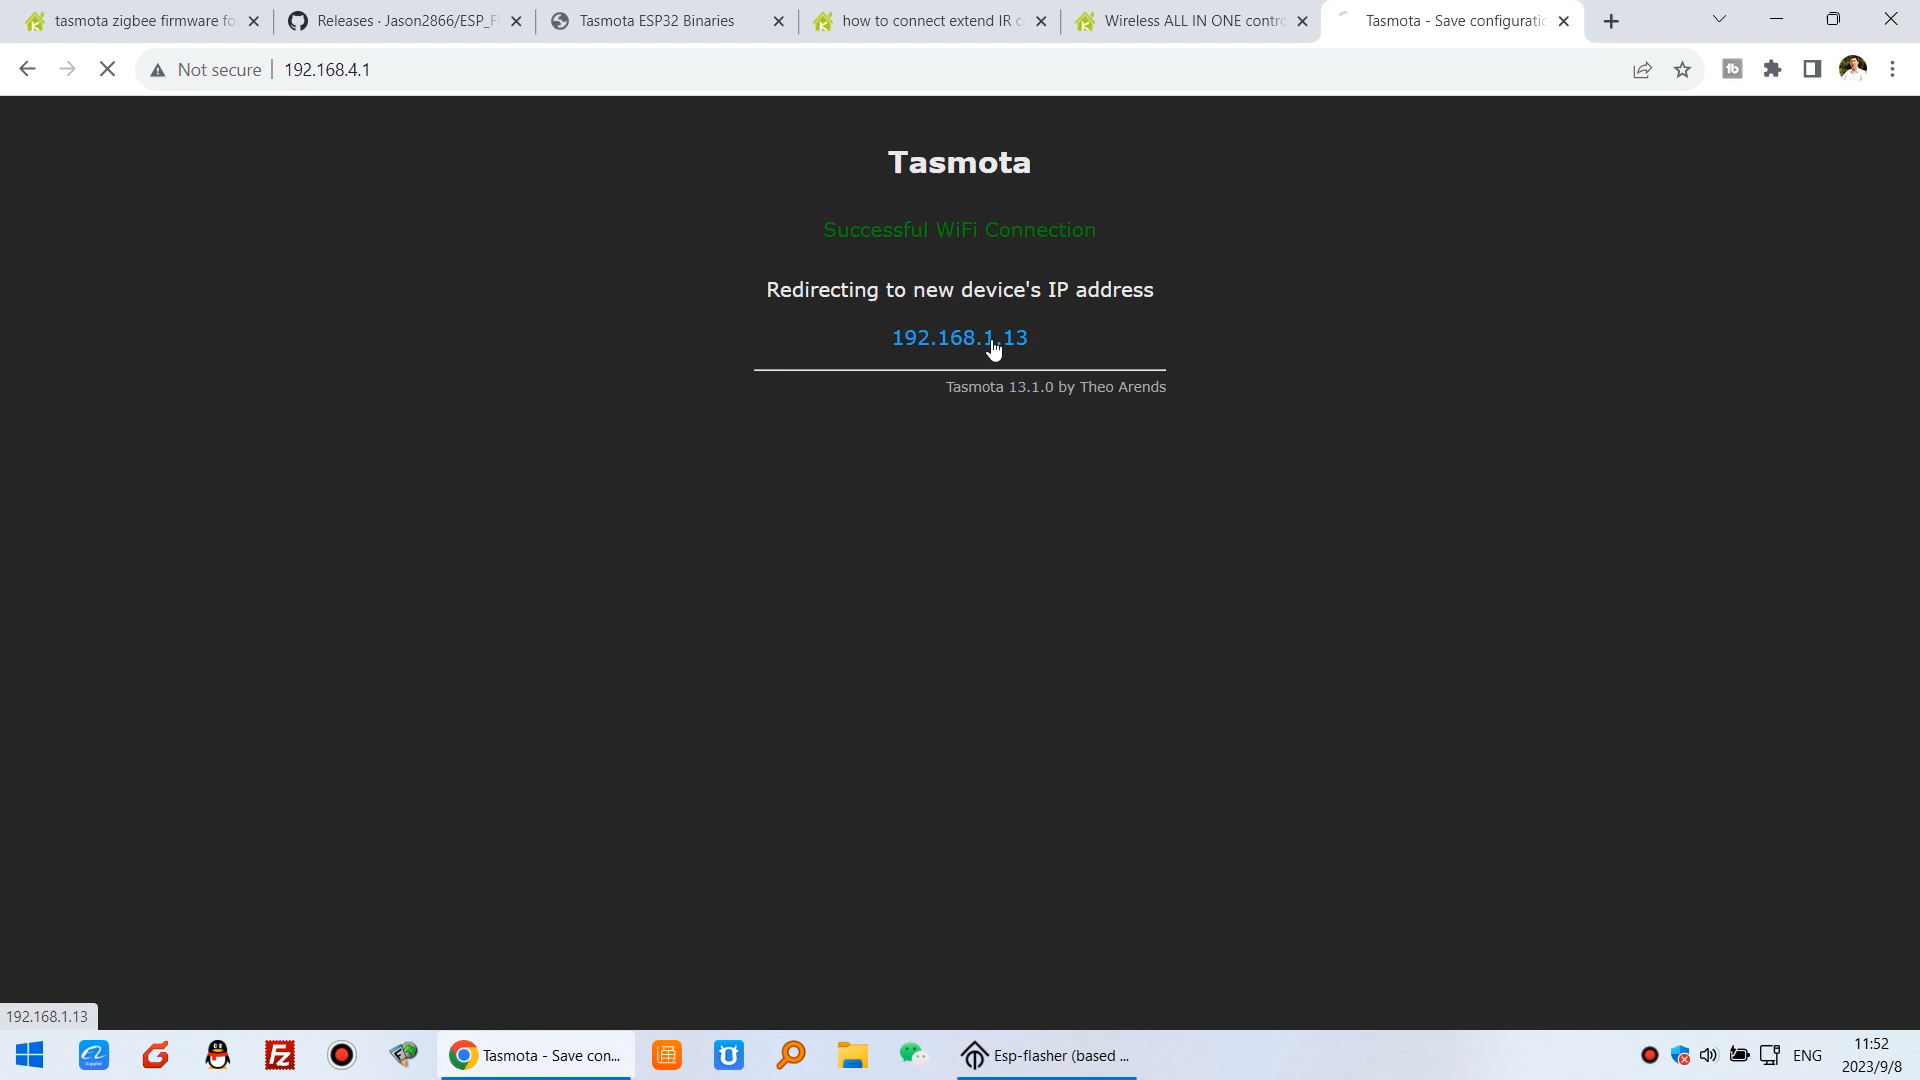 tasmota zigbee firmware fo
Releases · Jason2866/ESP_Fl
Tasmota ESP32 Binaries
how to connect extend IR c
Wireless ALL IN ONE contro
Tasmota - Save configuratio
Not secure
192.168.4.1
Tasmota
Successful WiFi Connection
Redirecting to new device's IP address
192.168.1.13
Tasmota 13.1.0 by Theo Arends
192.168.1.13
Tasmota - Save con...
Esp-flasher (based ...
ENG
11:52
2023/9/8